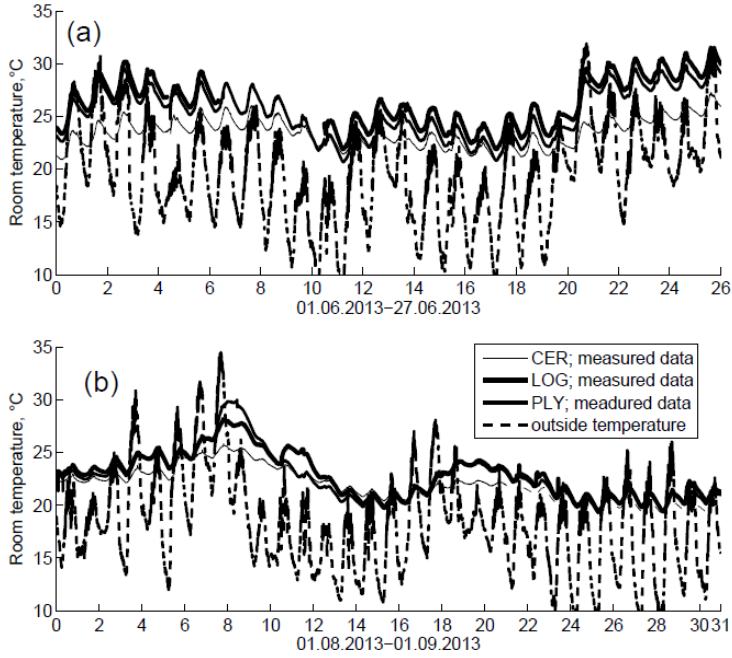 (a)
Room temperature,°C
35
30
25
20
15
10
0 2 4 6 8 10 12 14 16 18 20 22 24 26
01.06.2013−27.06.2013
(b)
Room temperature, °C
35
30
25
20
15
10
CER; measured data
LOG; measured data
PLY; meadured data
outside temperature
0 2 4 6 8 10 12 14 16 18 20 22 24 26 28 30 31
01.08.2013−01.09.2013